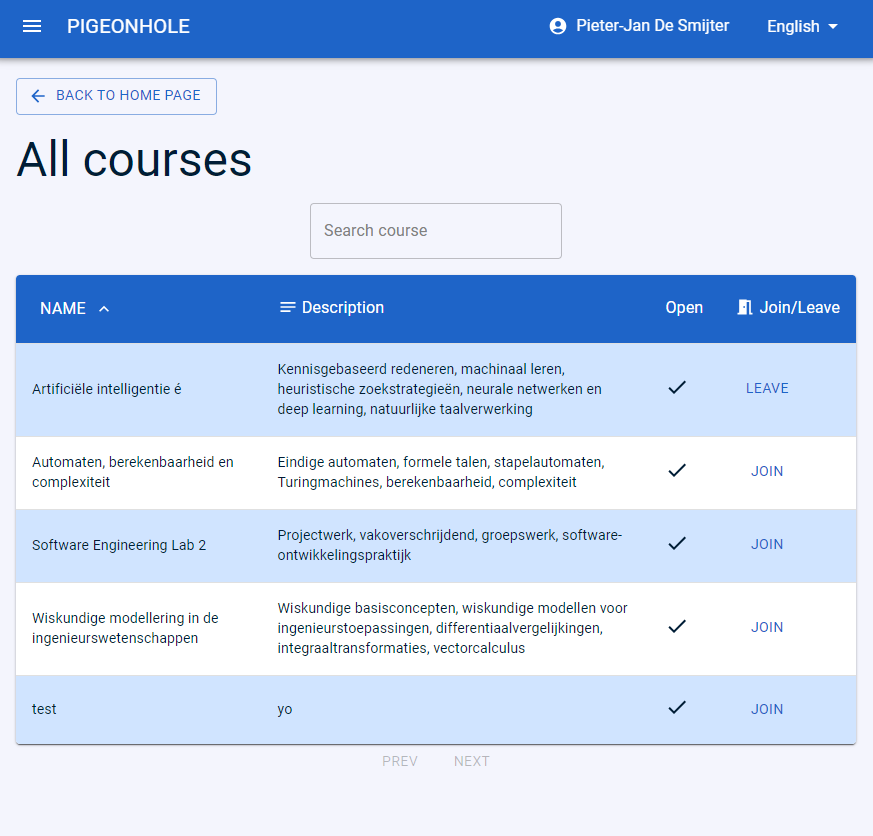 PIGEONHOLE
Pieter-Jan De Smijter
English
BACK TO HOME PAGE
All courses
Search course
NAME
Description
Open
Join/Leave
Artificiële intelligentie é
Kennisgebaseerd redeneren, machinaal leren,
heuristische zoekstrategieën, neurale netwerken en
deep learning, natuurlijke taalverwerking
LEAVE
Automaten, berekenbaarheid en
complexiteit
Eindige automaten, formele talen, stapelautomaten,
Turingmachines, berekenbaarheid, complexiteit
JOIN
Software Engineering Lab 2
Projectwerk, vakoverschrijdend, groepswerk, software-
ontwikkelingspraktijk
JOIN
Wiskundige modellering in de
ingenieurswetenschappen
Wiskundige basisconcepten, wiskundige modellen voor
ingenieurstoepassingen, differentiaalvergelijkingen,
integraaltransformaties, vectorcalculus
JOIN
test
yo
JOIN
PREV
NEXT